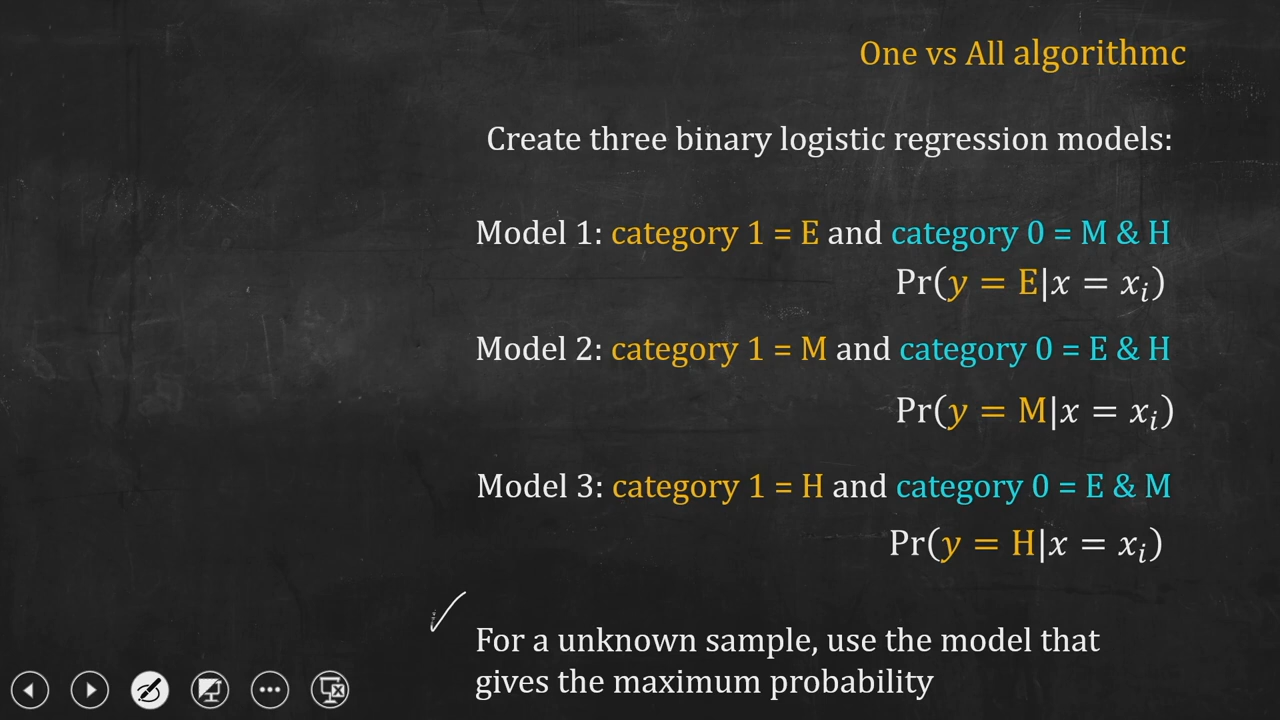 One vs All algorithmc
Create three binary logistic regression models:
Model 1: category 1 = E and category 0 = M & H
Pr(y = E|x = xᵢ)
Model 2: category 1 = M and category 0 = E & H
Pr(y = M|x = xᵢ)
Model 3: category 1 = H and category 0 = E & M
Pr(y = H|x = xᵢ)
For a unknown sample, use the model that
gives the maximum probability